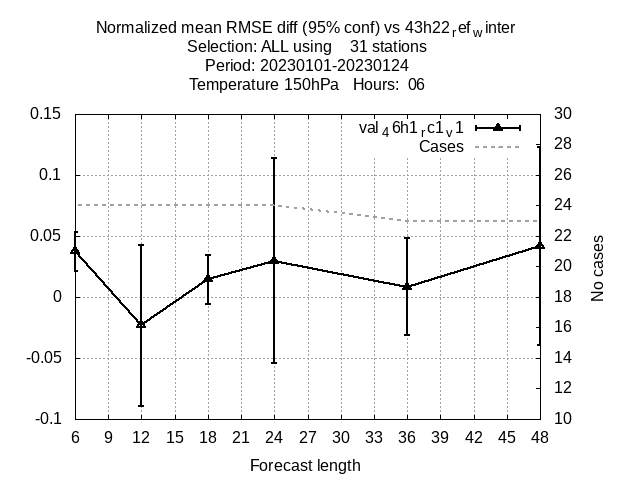 Normalized mean RMSE diff (95% conf) vs 43h22refwinter
Selection: ALL using    31 stations
Period: 20230101-20230124
Temperature 150hPa   Hours:  06
0.15
0.1
0.05
0
-0.05
-0.1
val46h1rc1v1
Cases
30
28
26
24
22
20
18
16
14
12
10
No cases
6 9 12 15 18 21 24 27 30 33 36 39 42 45 48
Forecast length